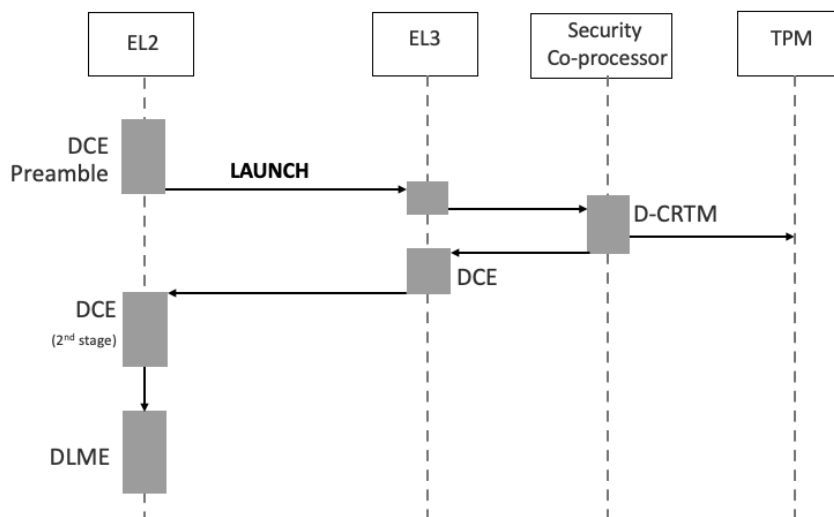 EL2
EL3
Security
Co-processor
TPM
DCE
Preamble
LAUNCH
D-CRTM
DCE
DCE
(2nd stage)
DLME